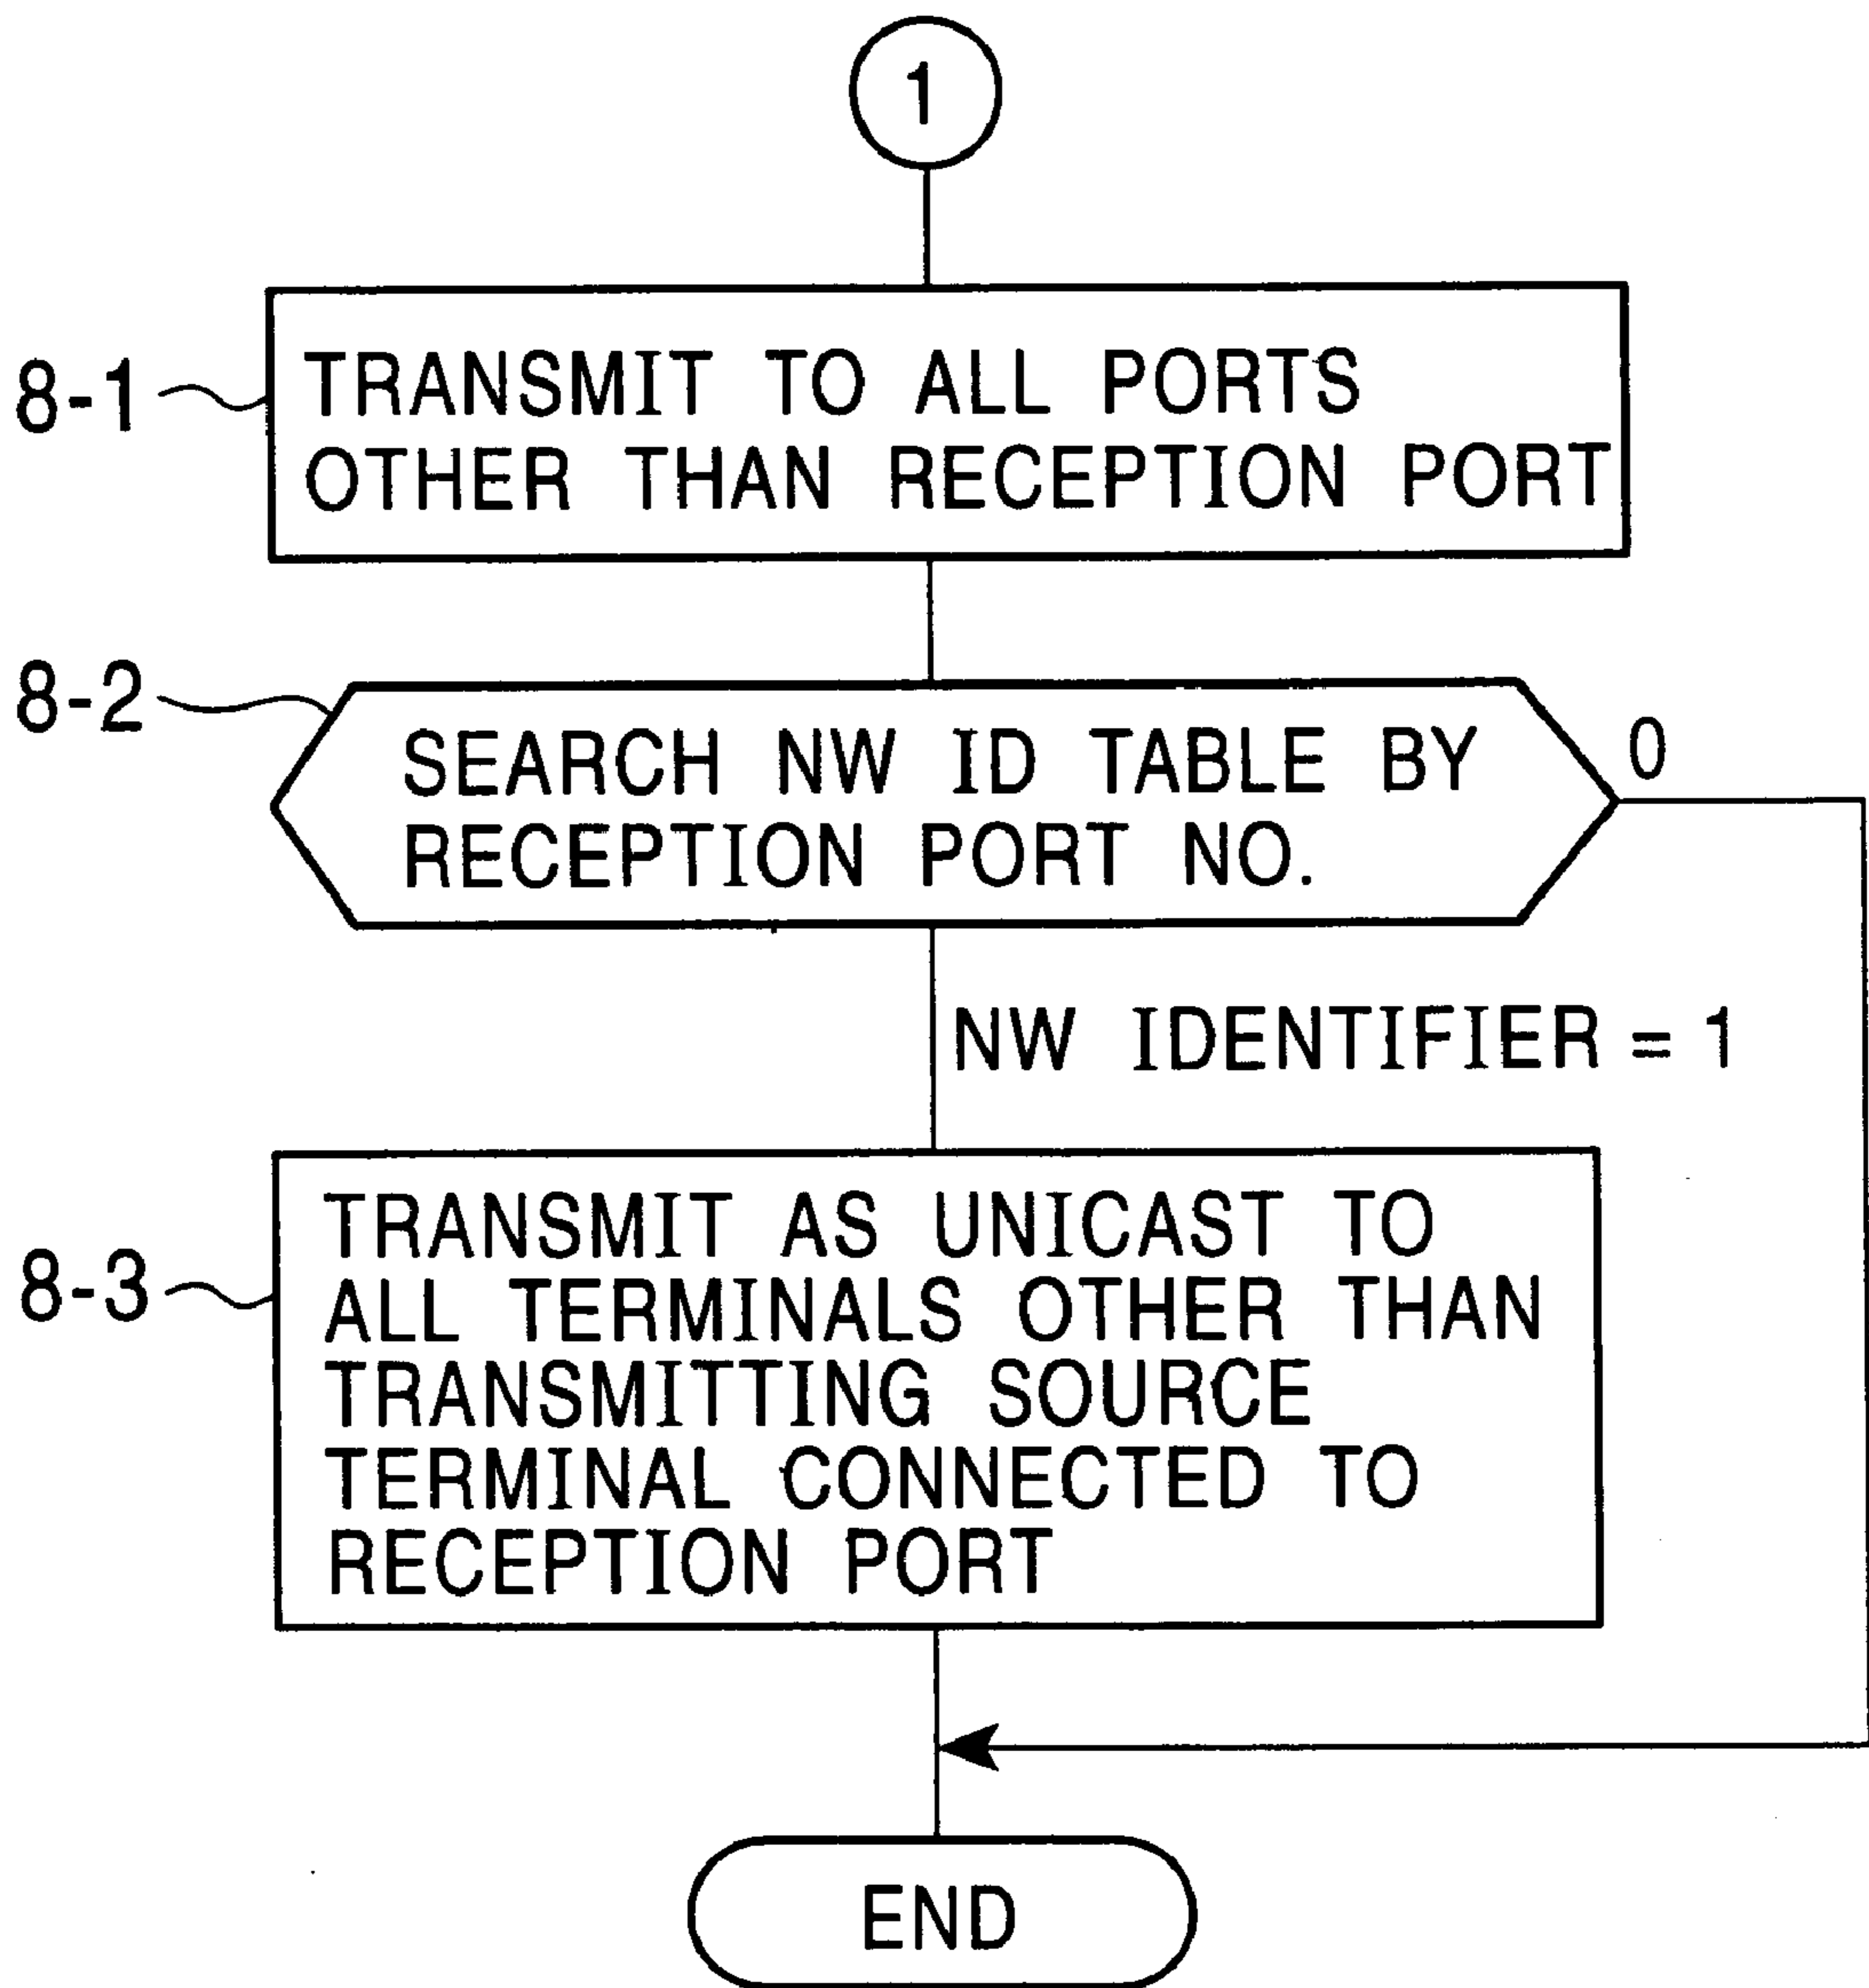 1
8-1
TRANSMIT TO ALL PORTS
OTHER THAN RECEPTION PORT
8-2
SEARCH NW ID TABLE BY
RECEPTION PORT NO.
0
NW IDENTIFIER = 1
8-3
TRANSMIT AS UNICAST TO
ALL TERMINALS OTHER THAN
TRANSMITTING SOURCE
TERMINAL CONNECTED TO
RECEPTION PORT
END